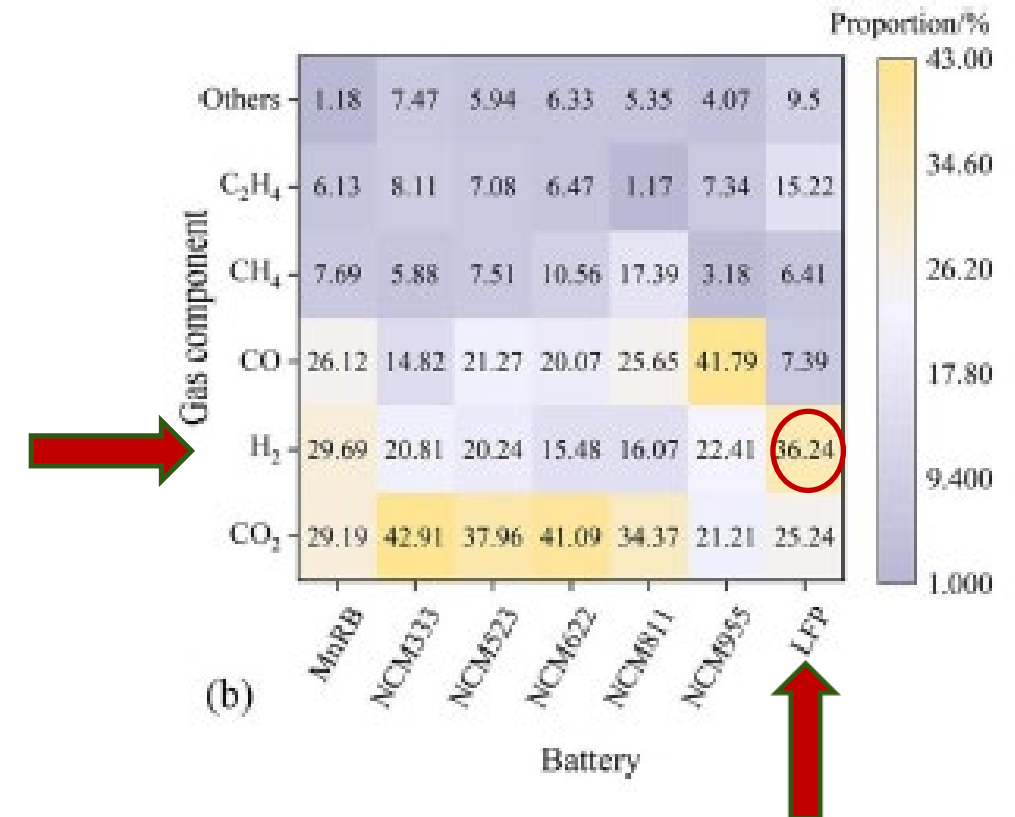 Proportion/%
43.00
34.60
26.20
17.80
9.400
1.000
Gas component
Others 1.18 7.47 5.94 6.33 5.35 4.07 9.5
C₂H₄ 6.13 8.11 7.08 6.47 1.17 7.34 15.22
CH₄ 7.69 5.88 7.51 10.56 17.39 3.18 6.41
CO 26.12 14.82 21.27 20.07 25.65 41.79 7.39
H₂ 29.69 20.81 20.24 15.48 16.07 22.41 36.24
CO₂ 29.19 42.91 37.96 41.09 34.37 21.21 25.24
MnRB NCM333 NCM523 NCM622 NCM811 NCM955 LFP
(b)
Battery